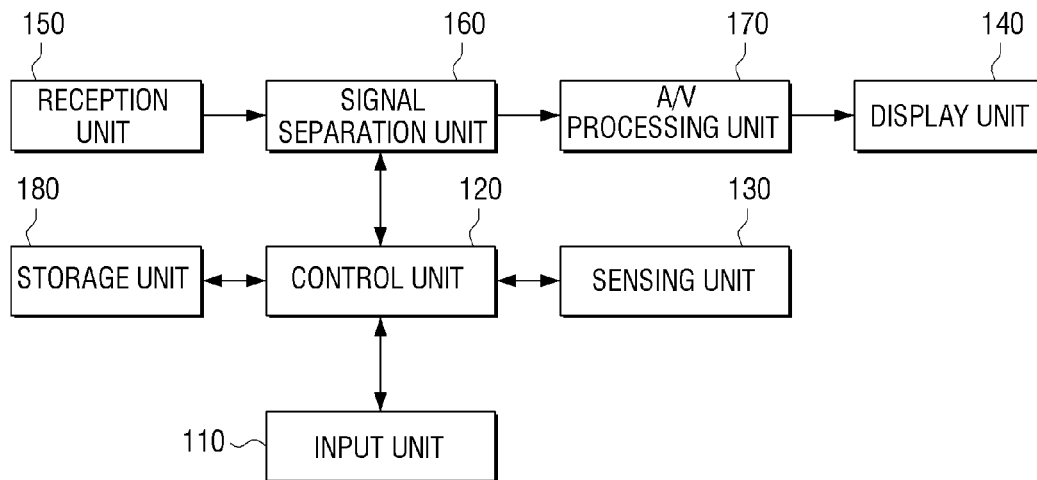 150
160
170
140
RECEPTION
UNIT
SIGNAL
SEPARATION UNIT
A/V
PROCESSING UNIT
DISPLAY UNIT
180
120
130
STORAGE UNIT
CONTROL UNIT
SENSING UNIT
110
INPUT UNIT